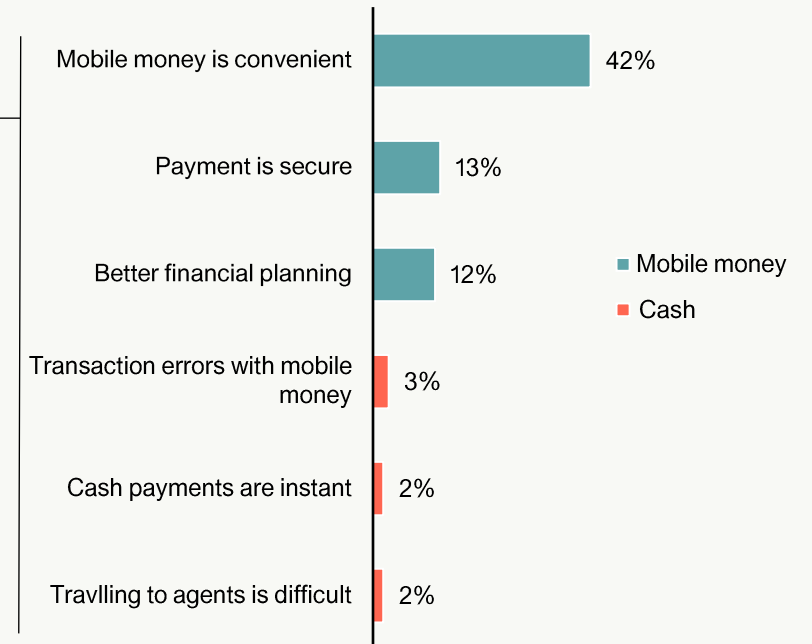 Mobile money is convenient
42%
Payment is secure
13%
Better financial planning
12%
Mobile money
Cash
Transaction errors with mobile
money
3%
Cash payments are instant
2%
Travlling to agents is difficult
2%